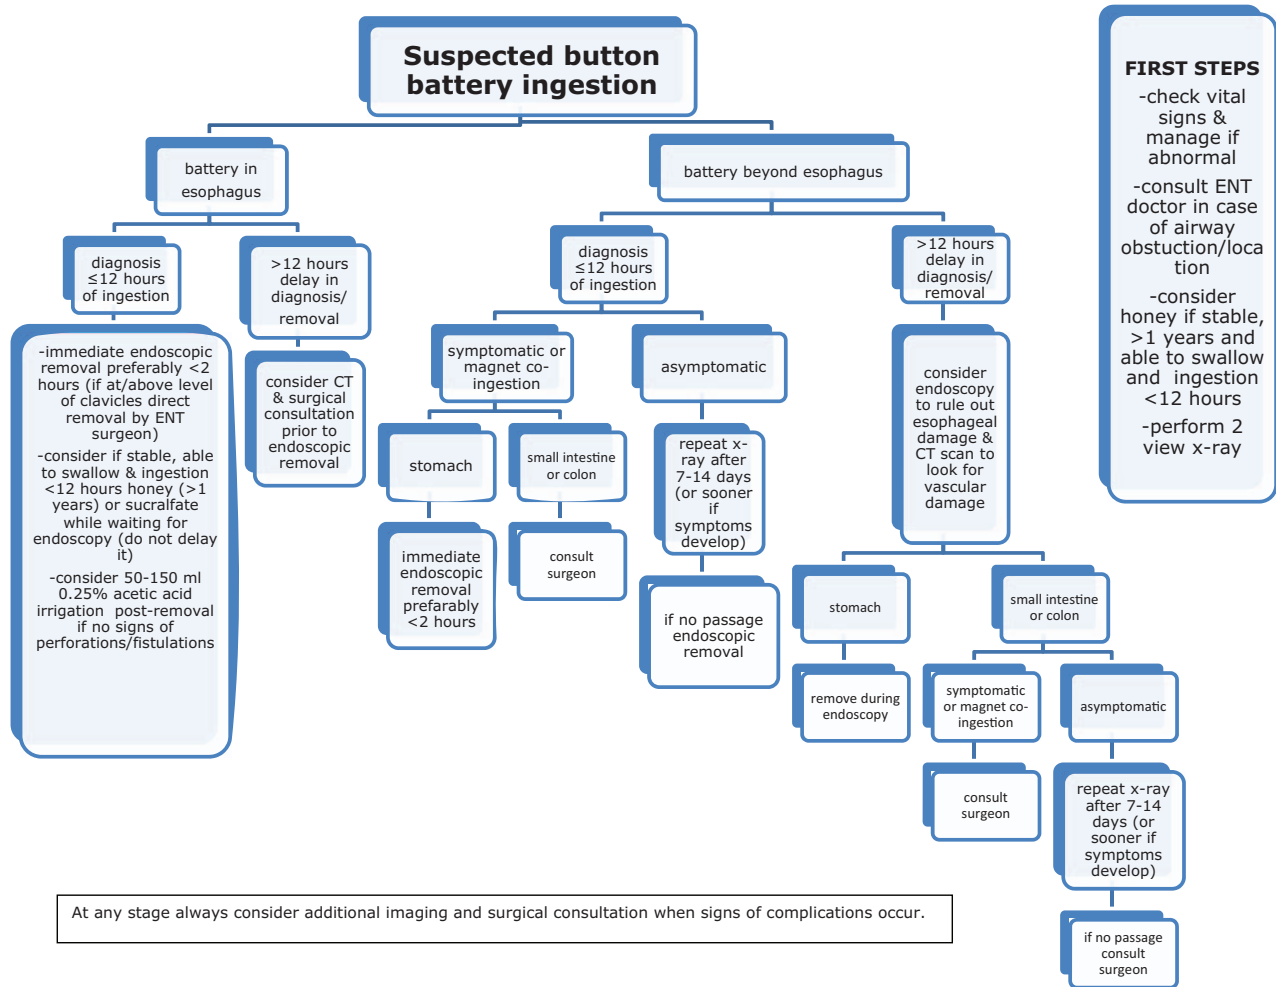 Suspected button
battery ingestion
FIRST STEPS
-check vital
signs &
manage if
abnormal
-consult ENT
doctor in case
of airway
obstuction/loca
tion
-consider
honey if stable,
>1 years and
able to swallow
and ingestion
<12 hours
-perform 2
view x-ray
battery in
esophagus
battery beyond esophagus
diagnosis
≤12 hours
of ingestion
>12 hours
delay in
diagnosis/
removal
-immediate endoscopic
removal preferably <2
hours (if at/above level
of clavicles direct
removal by ENT
surgeon)
-consider if stable, able
to swallow & ingestion
<12 hours honey (>1
years) or sucralfate
while waiting for
endoscopy (do not delay
it)
-consider 50-150 ml
0.25% acetic acid
irrigation post-removal
if no signs of
perforations/fistulations
consider CT
& surgical
consultation
prior to
endoscopic
removal
diagnosis
≤12 hours
of ingestion
>12 hours
delay in
diagnosis/
removal
symptomatic or
magnet co-
ingestion
asymptomatic
stomach
small intestine
or colon
immediate
endoscopic
removal
prefarably
<2 hours
consult
surgeon
repeat x-
ray after
7-14 days
(or sooner
if
symptoms
develop)
if no passage
endoscopic
removal
consider
endoscopy
to rule out
esophageal
damage &
CT scan to
look for
vascular
damage
stomach
small intestine
or colon
remove during
endoscopy
symptomatic
or magnet co-
ingestion
asymptomatic
consult
surgeon
repeat x-ray
after 7-14
days (or
sooner if
symptoms
develop)
if no passage
consult
surgeon
At any stage always consider additional imaging and surgical consultation when signs of complications occur.